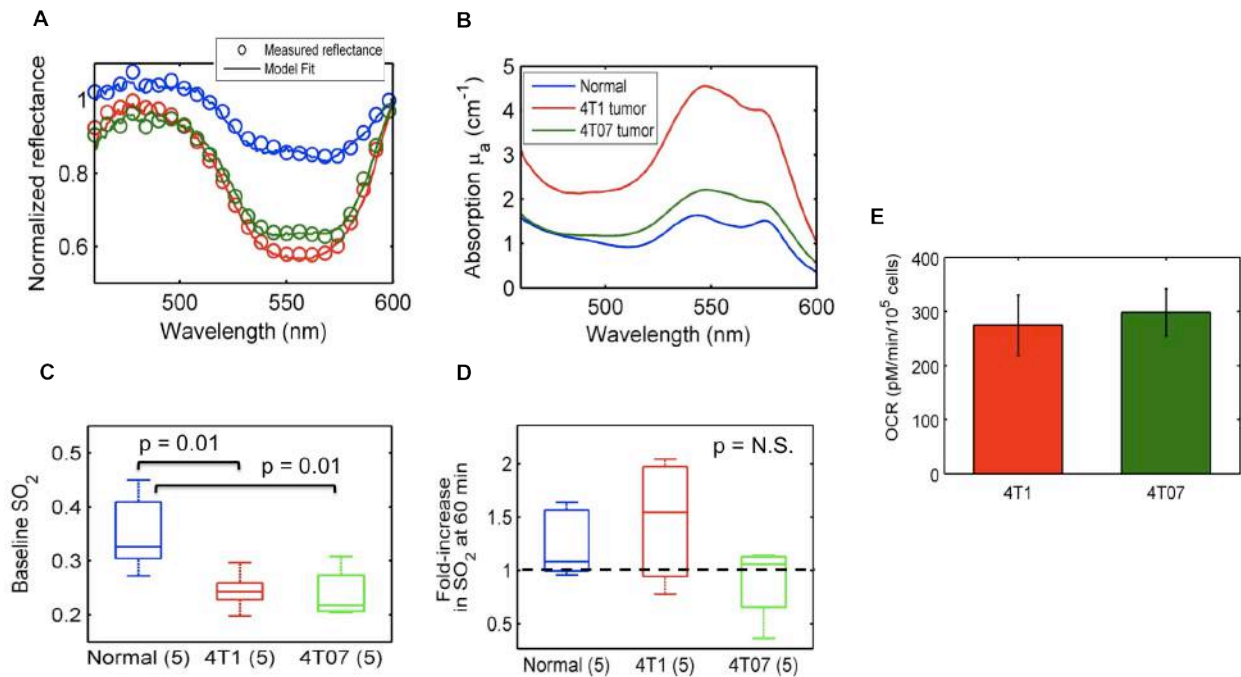 A
Measured reflectance
Model Fit
1
0.8
0.6
Normalized reflectance
500
550
600
Wavelength (nm)
B
Normal
4T1 tumor
4T07 tumor
5
4
3
2
1
0
Absorption μa (cm-1)
500
550
600
Wavelength (nm)
C
p = 0.01
p = 0.01
0.5
0.4
0.3
0.2
Baseline SO2
Normal (5)
4T1 (5)
4T07 (5)
D
p = N.S.
2
1.5
1
0.5
Fold-increase
in SO2 at 60 min
Normal (5)
4T1 (5)
4T07 (5)
E
400
300
200
100
0
OCR (pM/min/10^5 cells)
4T1
4T07